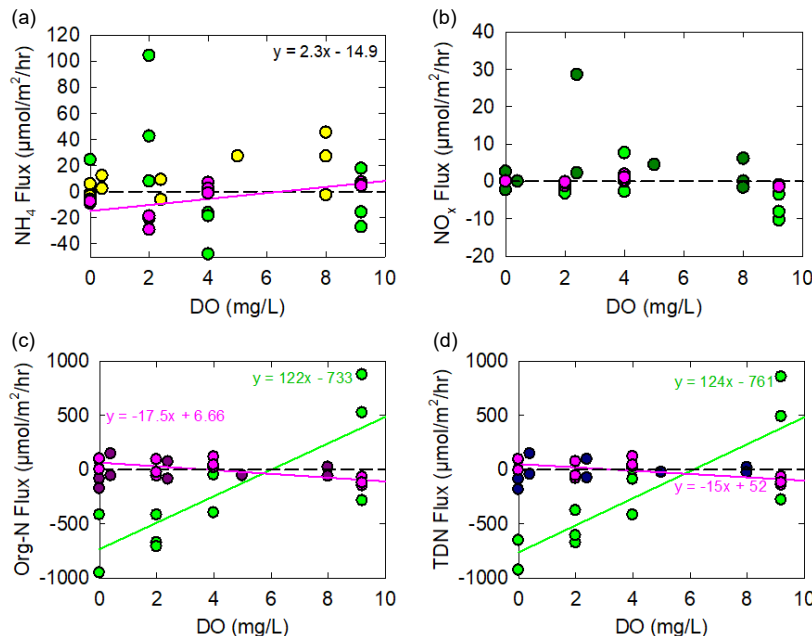 (a)
y = 2.3x - 14.9
NH4 Flux (µmol/m²/hr)
120
100
80
60
40
20
0
-20
-40
0
2
4
6
8
10
DO (mg/L)
(b)
NOx Flux (µmol/m²/hr)
40
30
20
10
0
-10
-20
0
2
4
6
8
10
DO (mg/L)
(c)
y = 122x - 733
y = -17.5x + 6.66
Org-N Flux (µmol/m²/hr)
1000
500
0
-500
-1000
0
2
4
6
8
10
DO (mg/L)
(d)
y = 124x - 761
y = -15x + 52
TDN Flux (µmol/m²/hr)
1000
500
0
-500
-1000
0
2
4
6
8
10
DO (mg/L)